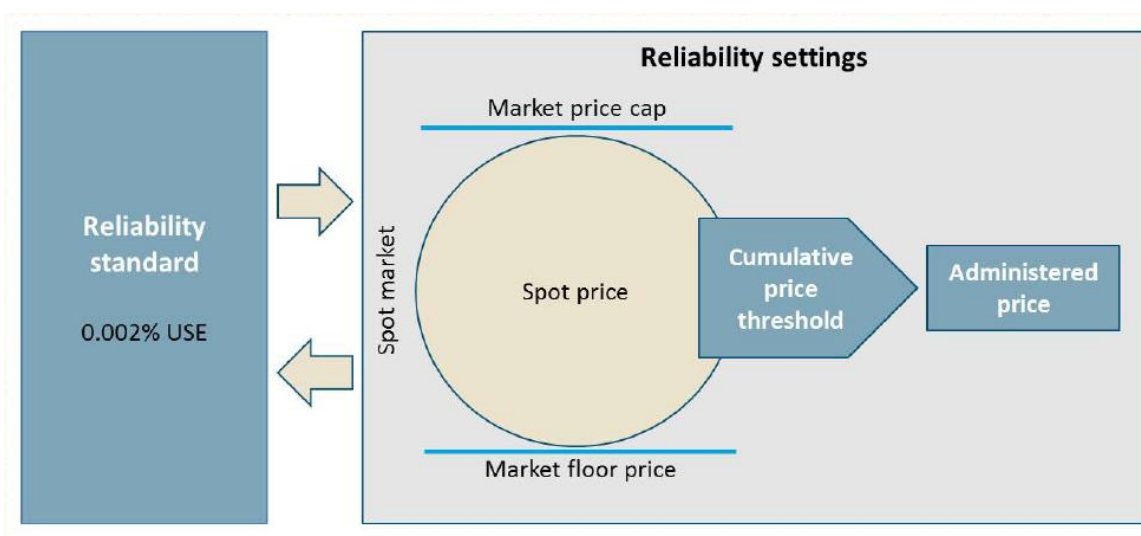 Reliability
standard
0.002% USE
Reliability settings
Market price cap
Spot market
Spot price
Cumulative
price
threshold
Administered
price
Market floor price